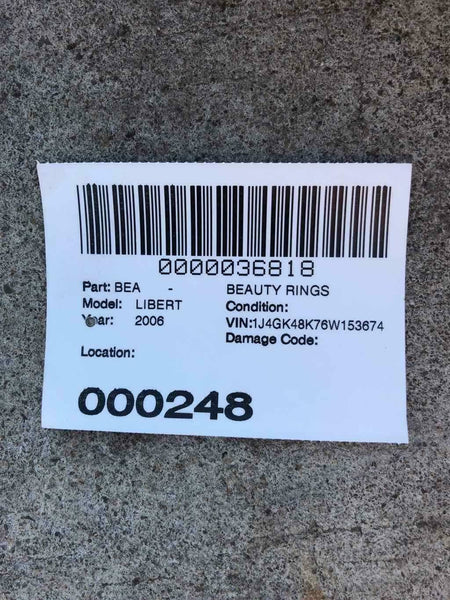 0000036818
Part: BEA - BEAUTY RINGS
Model: LIBERT Condition:
Year: 2006 VIN:1J4GK48K76W153674
Damage Code:
Location:
000248